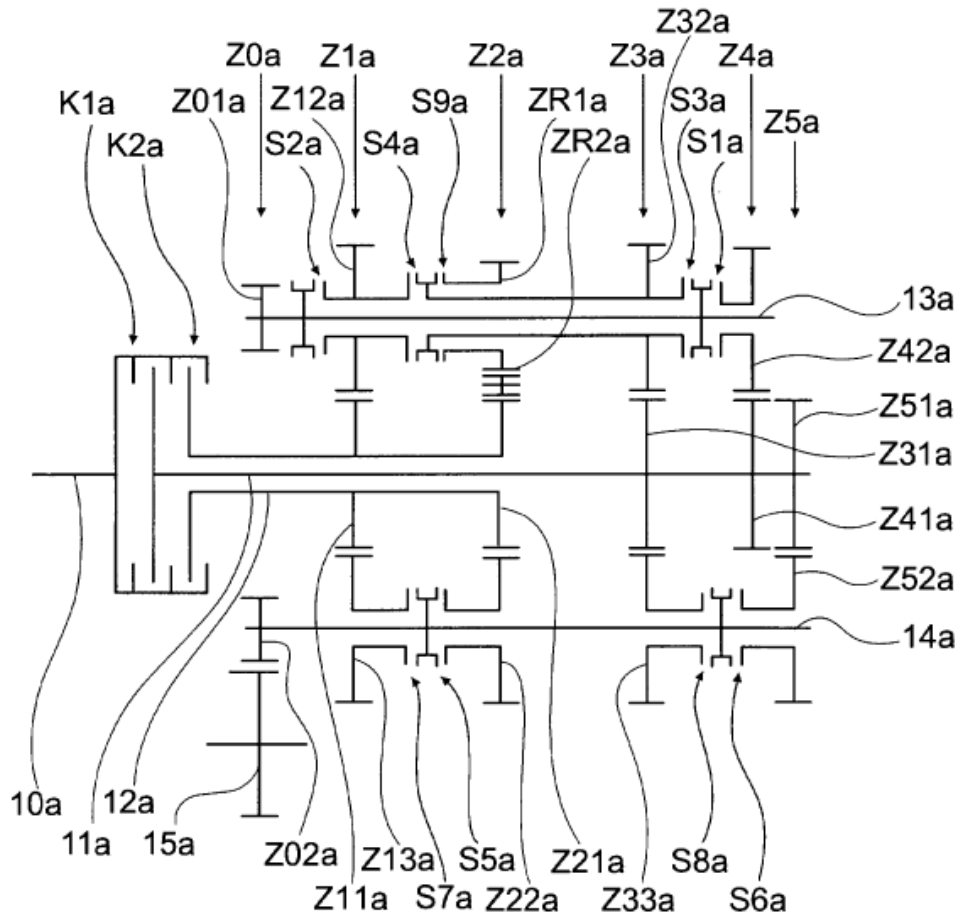 Z32a
Z0a Z1a Z2a Z3a Z4a
Z01a Z12a S9a ZR1a S3a
K1a S2a S4a ZR2a S1a Z5a
K2a
13a
Z42a
Z51a
Z31a
Z41a
Z52a
14a
10a 12a Z02a Z13a S5a Z21a S8a
11a 15a Z11a S7a Z22a Z33a S6a